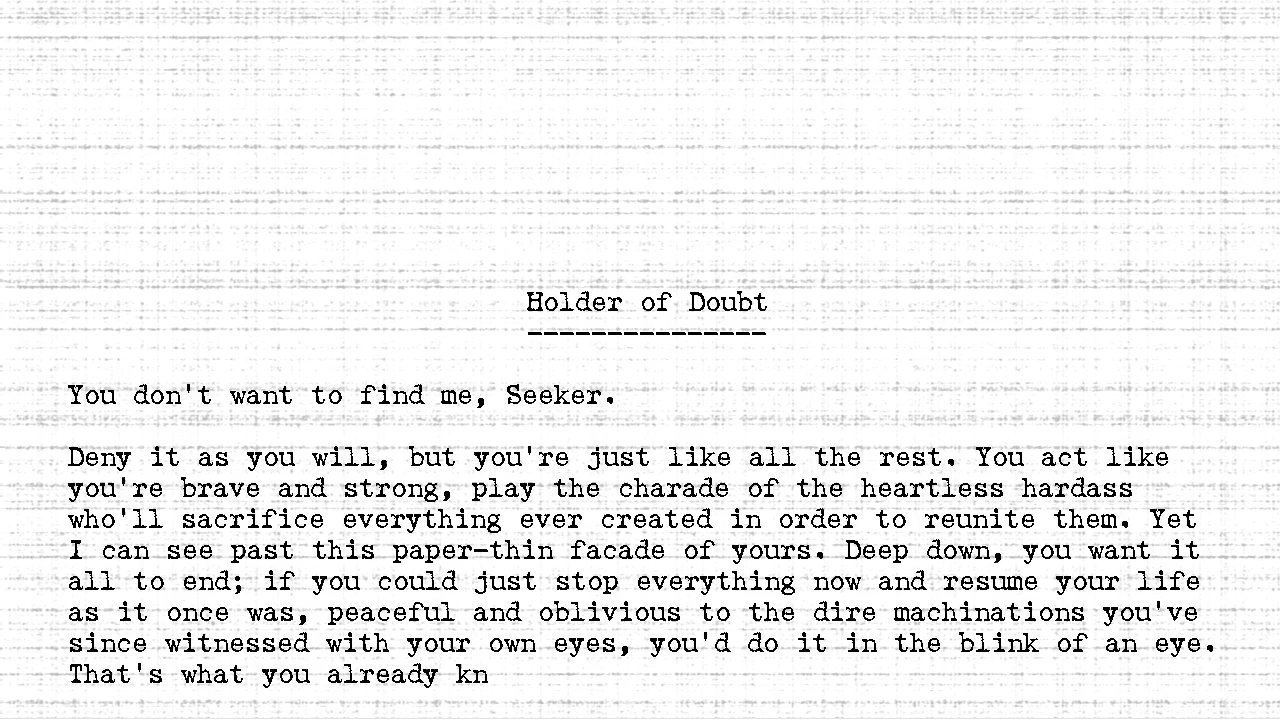 Holder of Doubt
---------------
You don't want to find me, Seeker.
Deny it as you will, but you're just like all the rest. You act like
you're brave and strong, play the charade of the heartless hardass
who'll sacrifice everything ever created in order to reunite them. Yet
I can see past this paper-thin facade of yours. Deep down, you want it
all to end; if you could just stop everything now and resume your life
as it once was, peaceful and oblivious to the dire machinations you've
since witnessed with your own eyes, you'd do it in the blink of an eye.
That's what you already kn